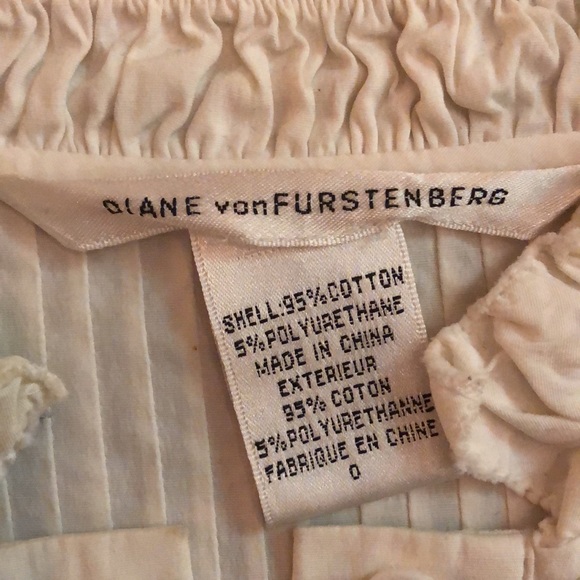 DIANE vonFURSTENBERG
SHELL:95%COTTON
5%POLYURETHANE
MADE IN CHINA
EXTERIEUR
95% COTON
5%POLYURETHANNE
FABRIQUE EN CHINE
0